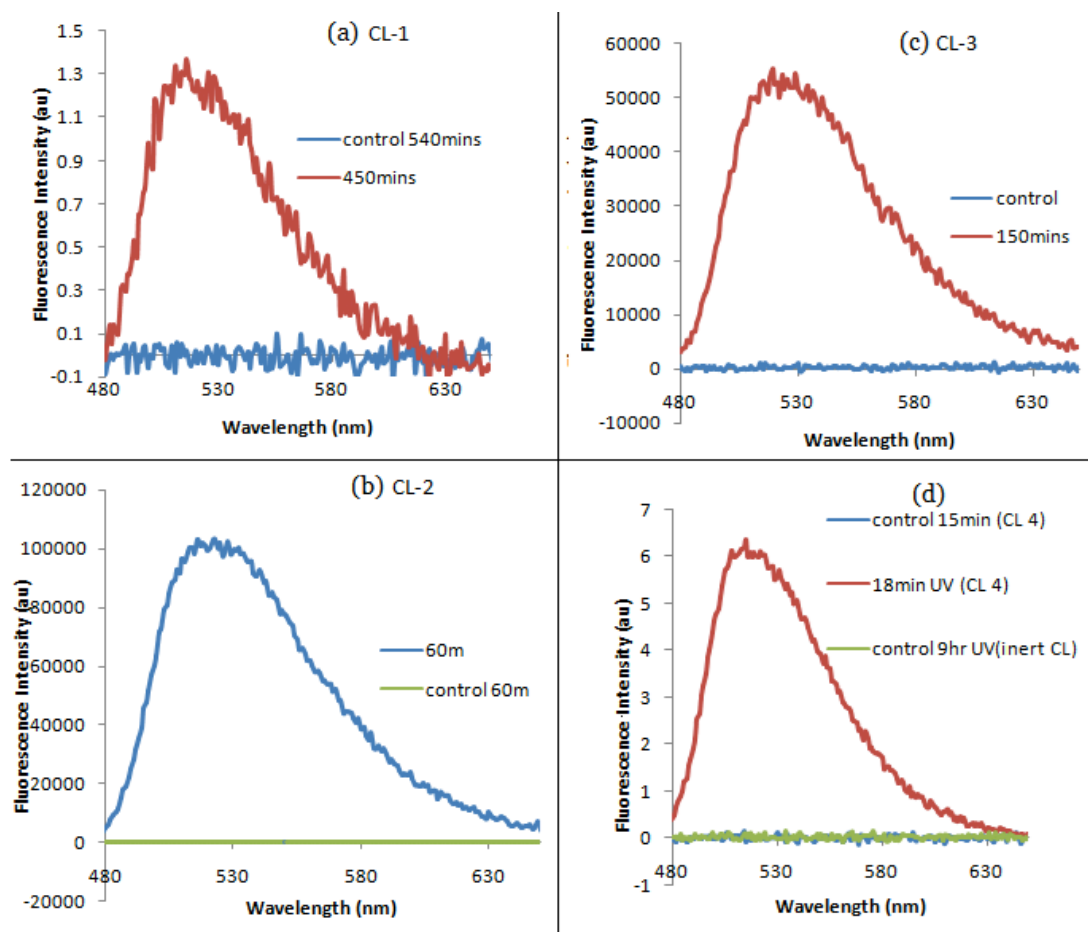 (a) CL-1
Fluorescence Intensity (au)
1.5
1.3
1.1
0.9
0.7
0.5
0.3
0.1
-0.1
control 540mins
450mins
480
530
580
630
Wavelength (nm)
(c) CL-3
Fluorescence Intensity (au)
60000
50000
40000
30000
20000
10000
0
-10000
control
150mins
480
530
580
630
Wavelength (nm)
(b) CL-2
Fluorescence Intensity (au)
120000
100000
80000
60000
40000
20000
0
-20000
60m
control 60m
480
530
580
630
Wavelength (nm)
(d)
Fluorescence Intensity (au)
7
6
5
4
3
2
1
0
-1
control 15min (CL 4)
18min UV (CL 4)
control 9hr UV(inert CL)
480
530
580
630
Wavelength (nm)